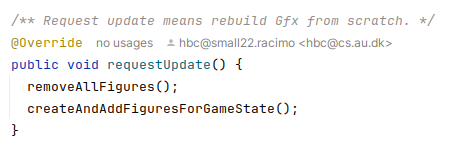 /** Request update means rebuild Gfx from scratch. */
@Override no usages hbc@small22.racimo <hbc@cs.au.dk>
public void requestUpdate() {
removeAllFigures();
createAndAddFiguresForGameState();
}